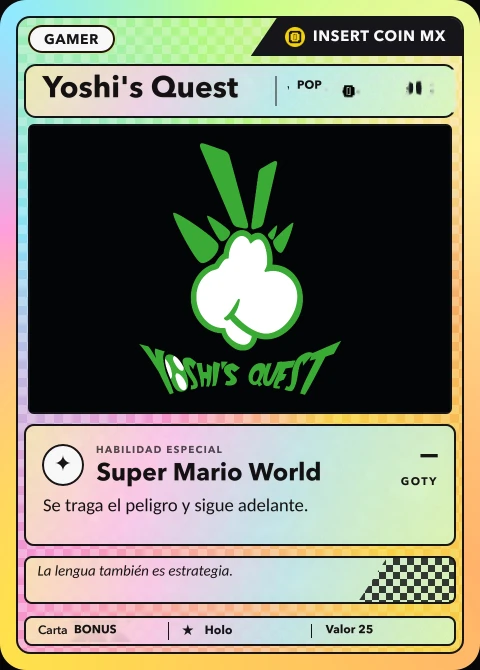 GAMER
INSERT COIN MX
Yoshi's Quest
POP
YOSHI'S QUEST
HABILIDAD ESPECIAL
Super Mario World
GOTY
Se traga el peligro y sigue adelante.
La lengua también es estrategia.
Carta BONUS
★ Holo
Valor 25